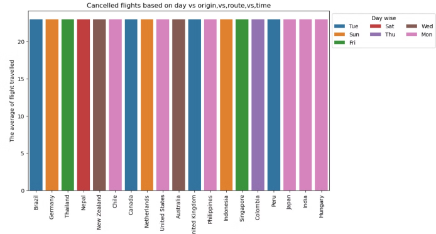 Cancelled flights based on day vs origin,vs,route,vs,time
Day wise
Tue
Sat
Wed
Sun
Thu
Mon
Fri
The average of flight travelled
20
15
10
5
0
Brazil
Germany
Thailand
Nepal
New Zealand
Chile
Canada
Netherlands
United States
Australia
nited Kingdom
Philippines
Indonesia
Singapore
Colombia
Peru
Japan
India
Hungary